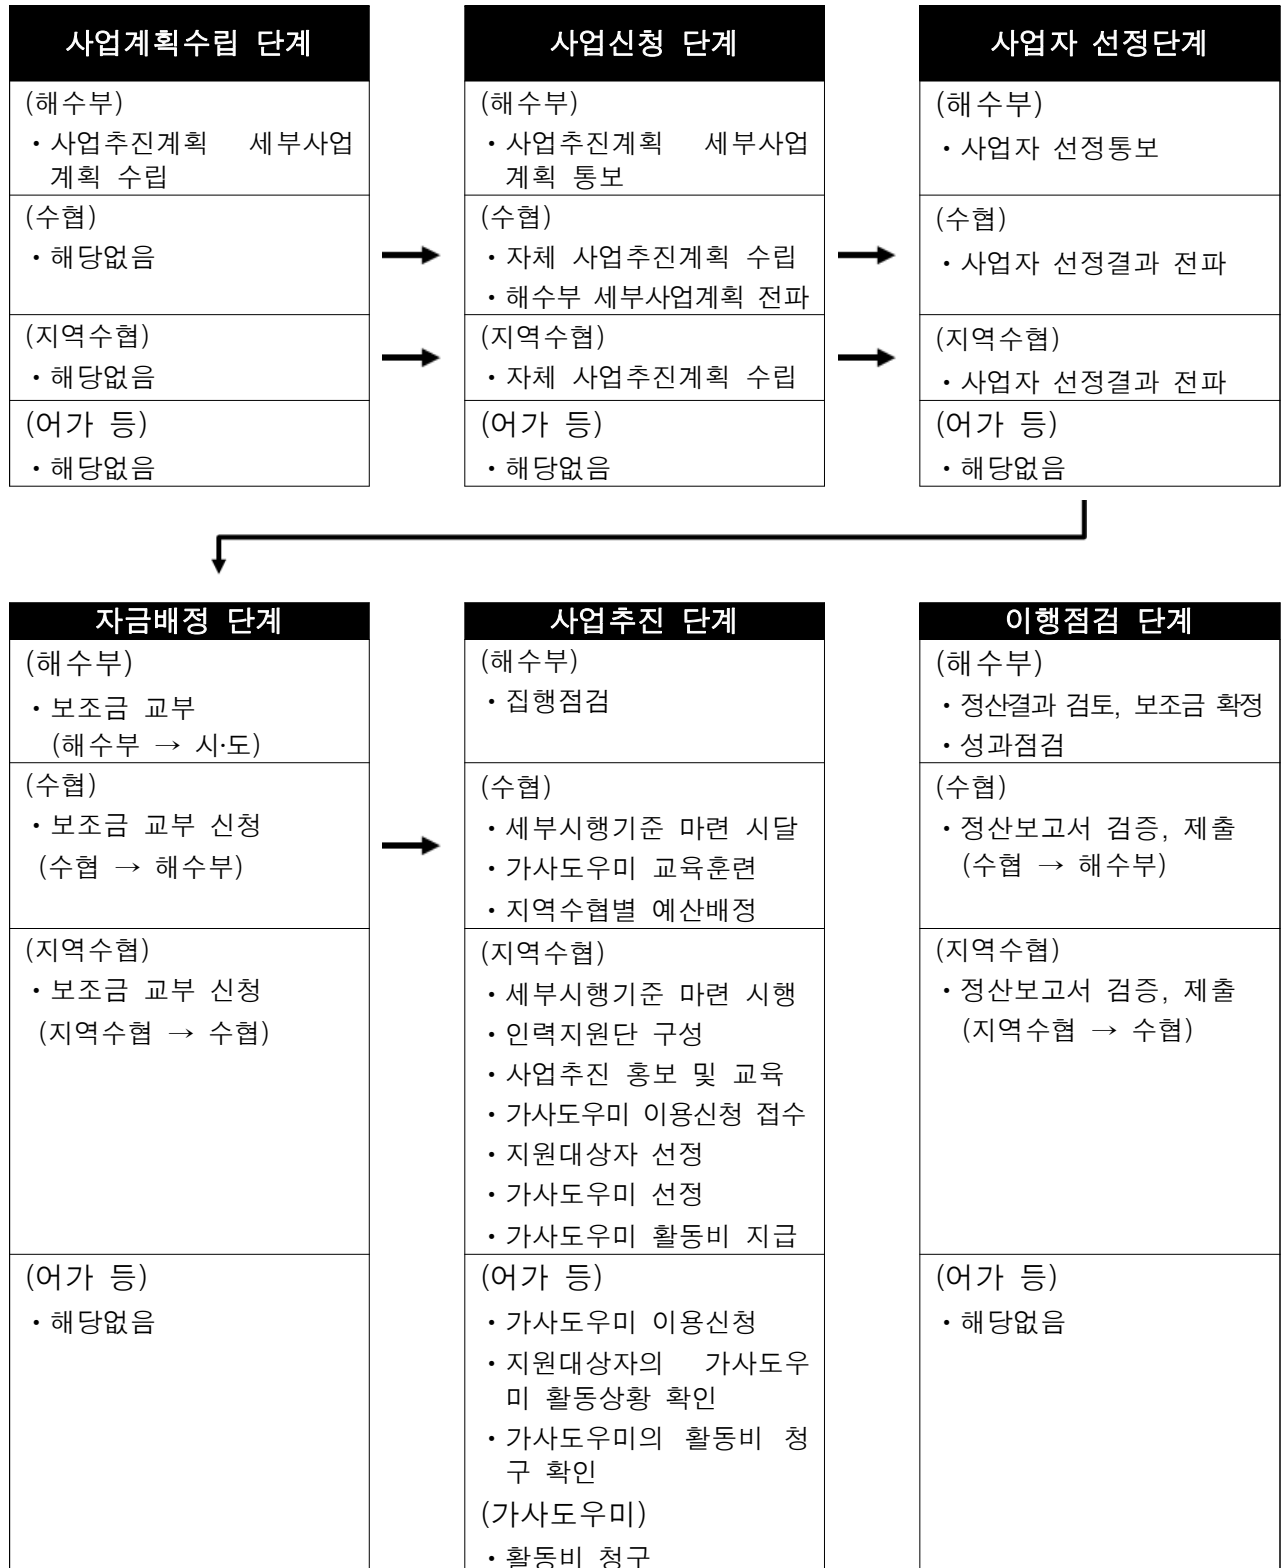 사업계획수립 단계
(해수부)
· 사업추진계획 세부사업
계획 수립
(수협)
· 해당없음
(지역수협)
· 해당없음
(어가 등)
· 해당없음
사업신청 단계
(해수부)
· 사업추진계획 세부사업
계획 통보
(수협)
· 자체 사업추진계획 수립
· 해수부 세부사업계획 전파
(지역수협)
· 자체 사업추진계획 수립
(어가 등)
· 해당없음
사업자 선정단계
(해수부)
· 사업자 선정통보
(수협)
· 사업자 선정결과 전파
(지역수협)
· 사업자 선정결과 전파
(어가 등)
· 해당없음
자금배정 단계
(해수부)
· 보조금 교부
(해수부 → 시·도)
(수협)
· 보조금 교부 신청
(수협 → 해수부)
(지역수협)
· 보조금 교부 신청
(지역수협 → 수협)
(어가 등)
· 해당없음
사업추진 단계
(해수부)
· 집행점검
(수협)
· 세부시행기준 마련 시달
· 가사도우미 교육훈련
· 지역수협별 예산배정
(지역수협)
· 세부시행기준 마련 시행
· 인력지원단 구성
· 사업추진 홍보 및 교육
· 가사도우미 이용신청 접수
· 지원대상자 선정
· 가사도우미 선정
· 가사도우미 활동비 지급
(어가 등)
· 가사도우미 이용신청
· 지원대상자의 가사도우
미 활동상황 확인
· 가사도우미의 활동비 청
구 확인
(가사도우미)
· 활동비 청구
이행점검 단계
(해수부)
· 정산결과 검토, 보조금 확정
· 성과점검
(수협)
· 정산보고서 검증, 제출
(수협 → 해수부)
(지역수협)
· 정산보고서 검증, 제출
(지역수협 → 수협)
(어가 등)
· 해당없음